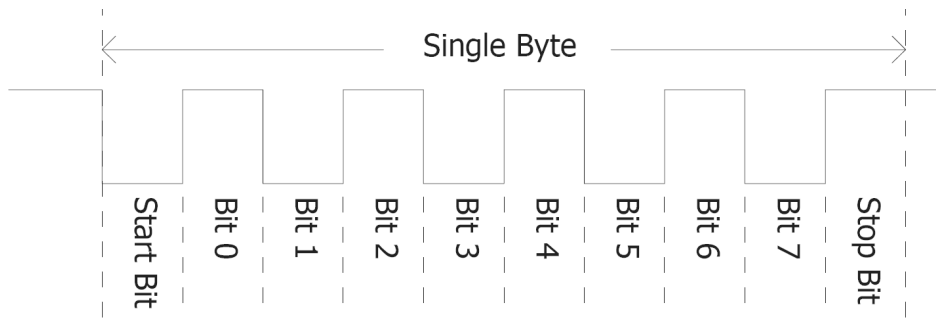 Single Byte
Start Bit
Bit 0
Bit 1
Bit 2
Bit 3
Bit 4
Bit 5
Bit 6
Bit 7
Stop Bit